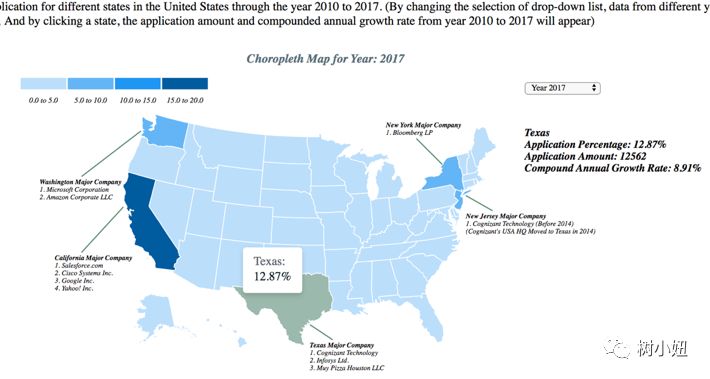 plication for different states in the United States through the year 2010 to 2017. (By changing the selection of drop-down list, data from different y
. And by clicking a state, the application amount and compounded annual growth rate from year 2010 to 2017 will appear)
Choropleth Map for Year: 2017
0.0 to 5.0
5.0 to 10.0
10.0 to 15.0
15.0 to 20.0
Year 2017
New York Major Company
1. Bloomberg LP
Texas
Application Percentage: 12.87%
Application Amount: 12562
Compound Annual Growth Rate: 8.91%
Washington Major Company
1. Microsoft Corporation
2. Amazon Corporate LLC
New Jersey Major Company
1. Cognizant Technology (Before 2014)
(Cognizant's USA HQ Moved to Texas in 2014)
California Major Company
1. Salesforce.com
2. Cisco Systems Inc.
3. Google Inc.
4. Yahoo! Inc.
Texas:
12.87%
Texas Major Company
1. Cognizant Technology
2. Infosys Ltd.
3. Muy Pizza Houston LLC
树小妞